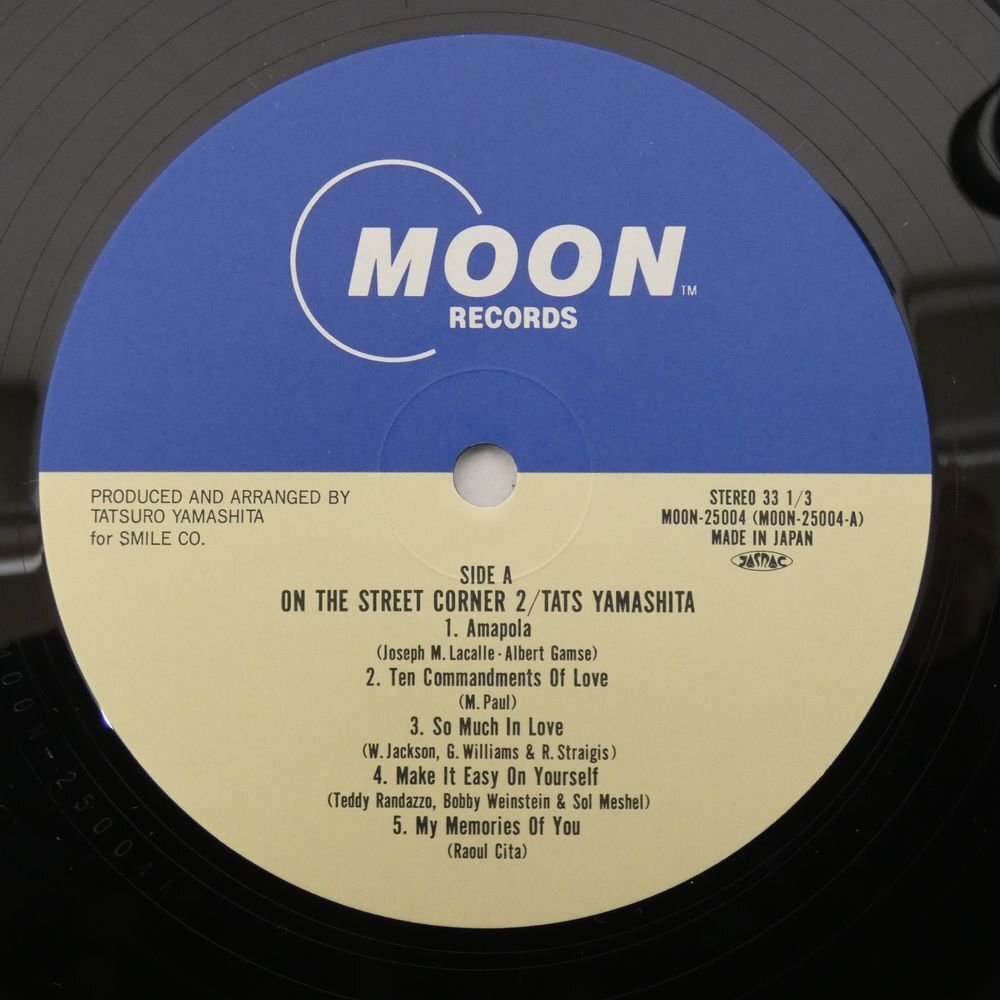 MOON™
RECORDS
PRODUCED AND ARRANGED BY
TATSURO YAMASHITA
for SMILE CO.
STEREO 33 1/3
MOON-25004 (MOON-25004-A)
MADE IN JAPAN
JASRAC
SIDE A
ON THE STREET CORNER 2/TATS YAMASHITA
1. Amapola
(Joseph M. Lacalle - Albert Gamse)
2. Ten Commandments Of Love
(M. Paul)
3. So Much In Love
(W. Jackson, G. Williams & R. Straigis)
4. Make It Easy On Yourself
(Teddy Randazzo, Bobby Weinstein & Sol Meshel)
5. My Memories Of You
(Raoul Cita)